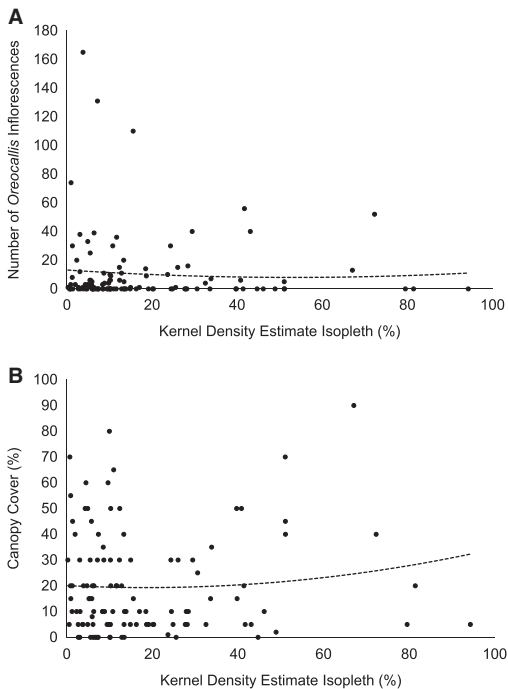 A
180
160
140
120
100
80
60
40
20
0
Number of Oreocallis Inflorescences
0 20 40 60 80 100
Kernel Density Estimate Isopleth (%)
B
100
90
80
70
60
50
40
30
20
10
0
Canopy Cover (%)
0 20 40 60 80 100
Kernel Density Estimate Isopleth (%)